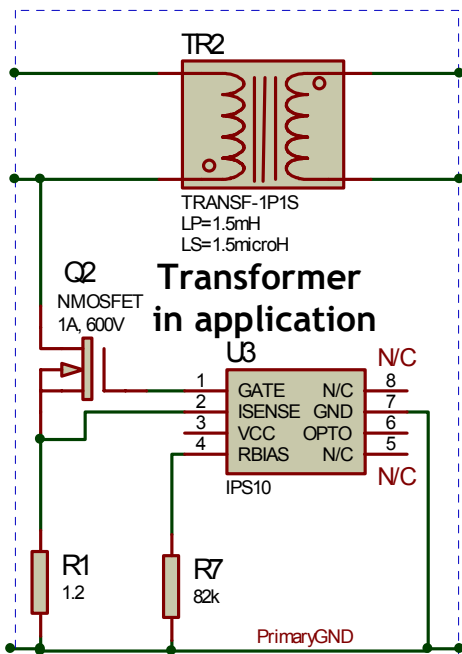 TR2
TRANSF-1P1S
LP=1.5mH
LS=1.5microH
Q2
NMOSFET
1A, 600V
Transformer
in application
U3
N/C
1 GATE N/C 8
2 ISENSE GND 7
3 VCC OPTO 6
4 RBIAS N/C 5
IPS10
N/C
R1
1.2
R7
82k
PrimaryGND